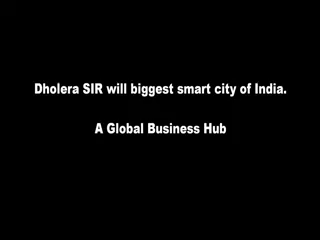 Dholera SIR will biggest smart city of India.
A Global Business Hub